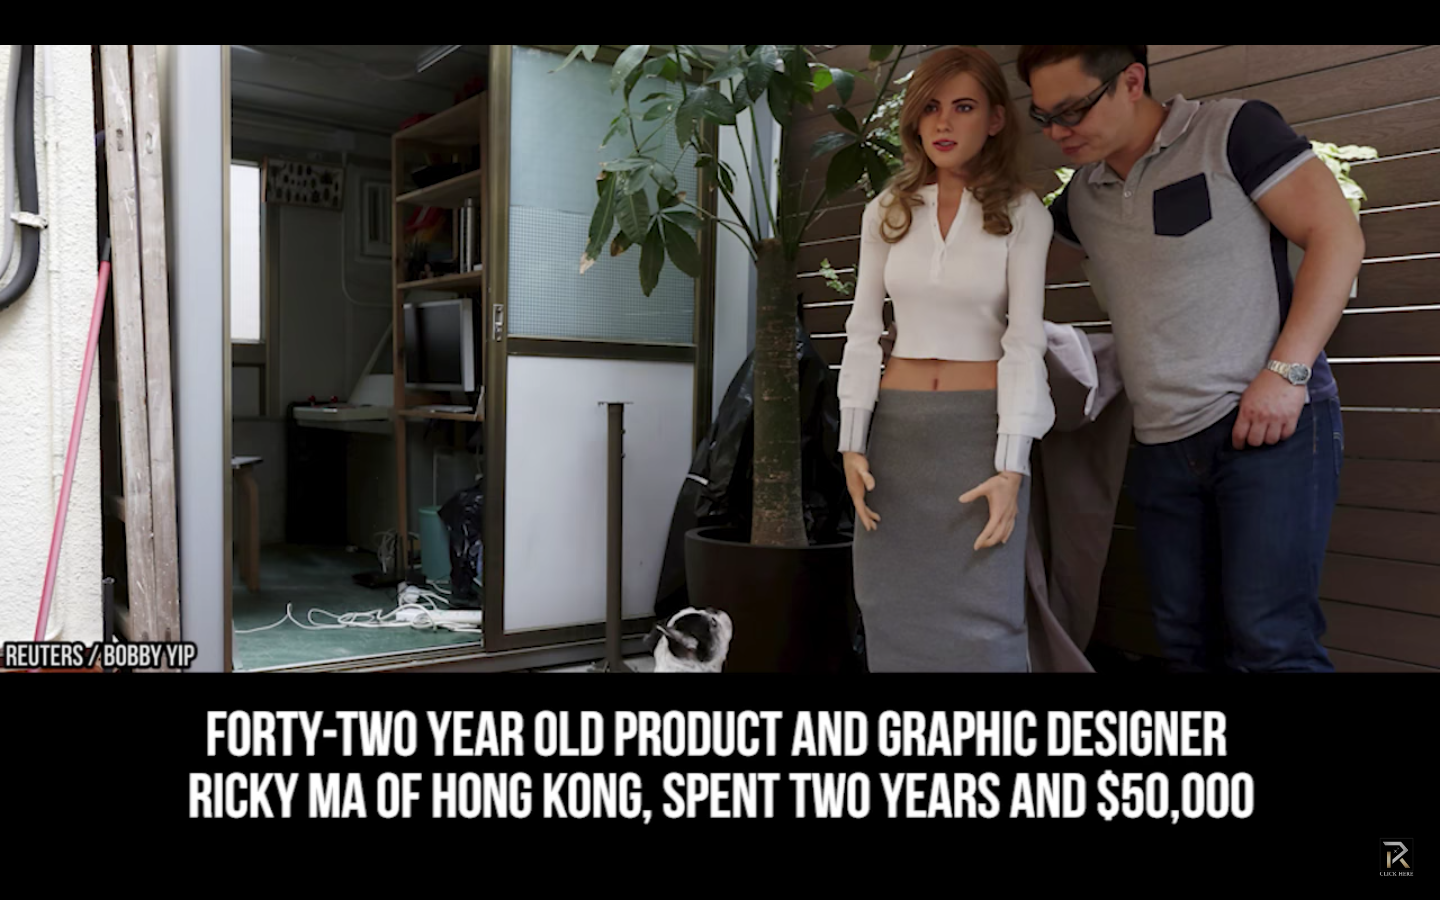 REUTERS / BOBBY YIP
FORTY-TWO YEAR OLD PRODUCT AND GRAPHIC DESIGNER
RICKY MA OF HONG KONG, SPENT TWO YEARS AND $50,000
R
CLICK HERE